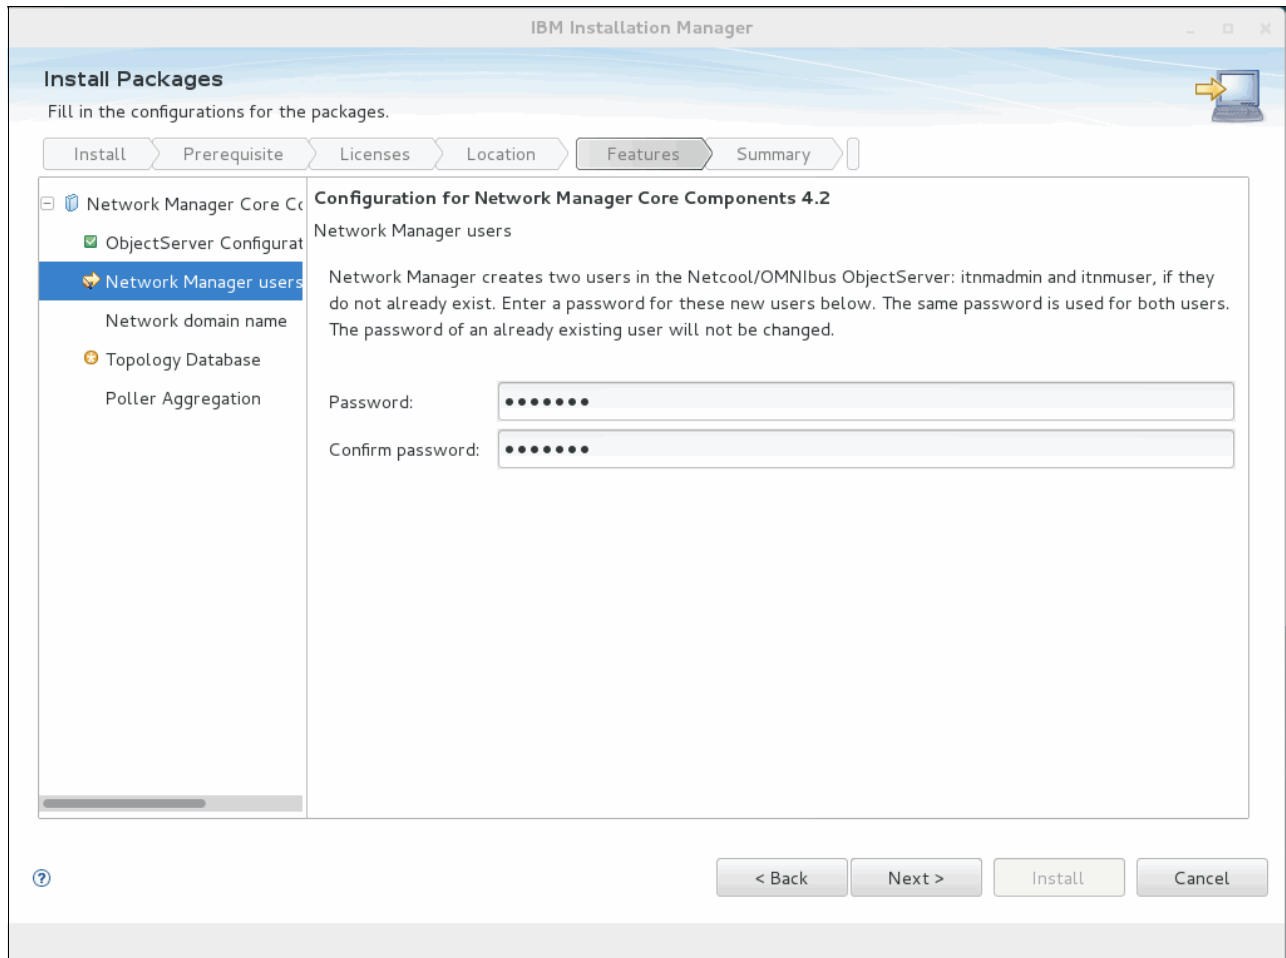 IBM Installation Manager
Install Packages
Fill in the configurations for the packages.
Install Prerequisite Licenses Location Features Summary
Network Manager Core Co
ObjectServer Configurat
Network Manager users
Network domain name
Topology Database
Poller Aggregation
Configuration for Network Manager Core Components 4.2
Network Manager users
Network Manager creates two users in the Netcool/OMNIbus ObjectServer: itnmadmin and itnmuser, if they
do not already exist. Enter a password for these new users below. The same password is used for both users.
The password of an already existing user will not be changed.
Password: •••••••
Confirm password: •••••••
? < Back Next > Install Cancel